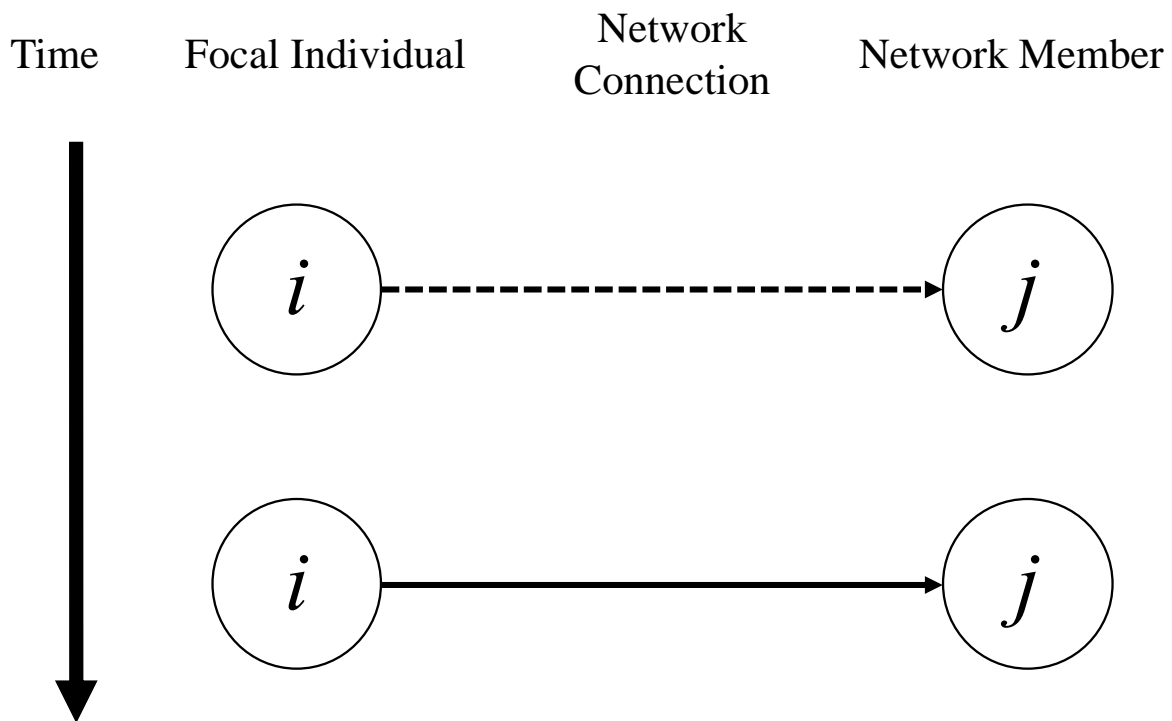 Time
Focal Individual
Network
Connection
Network Member
i
j
i
j